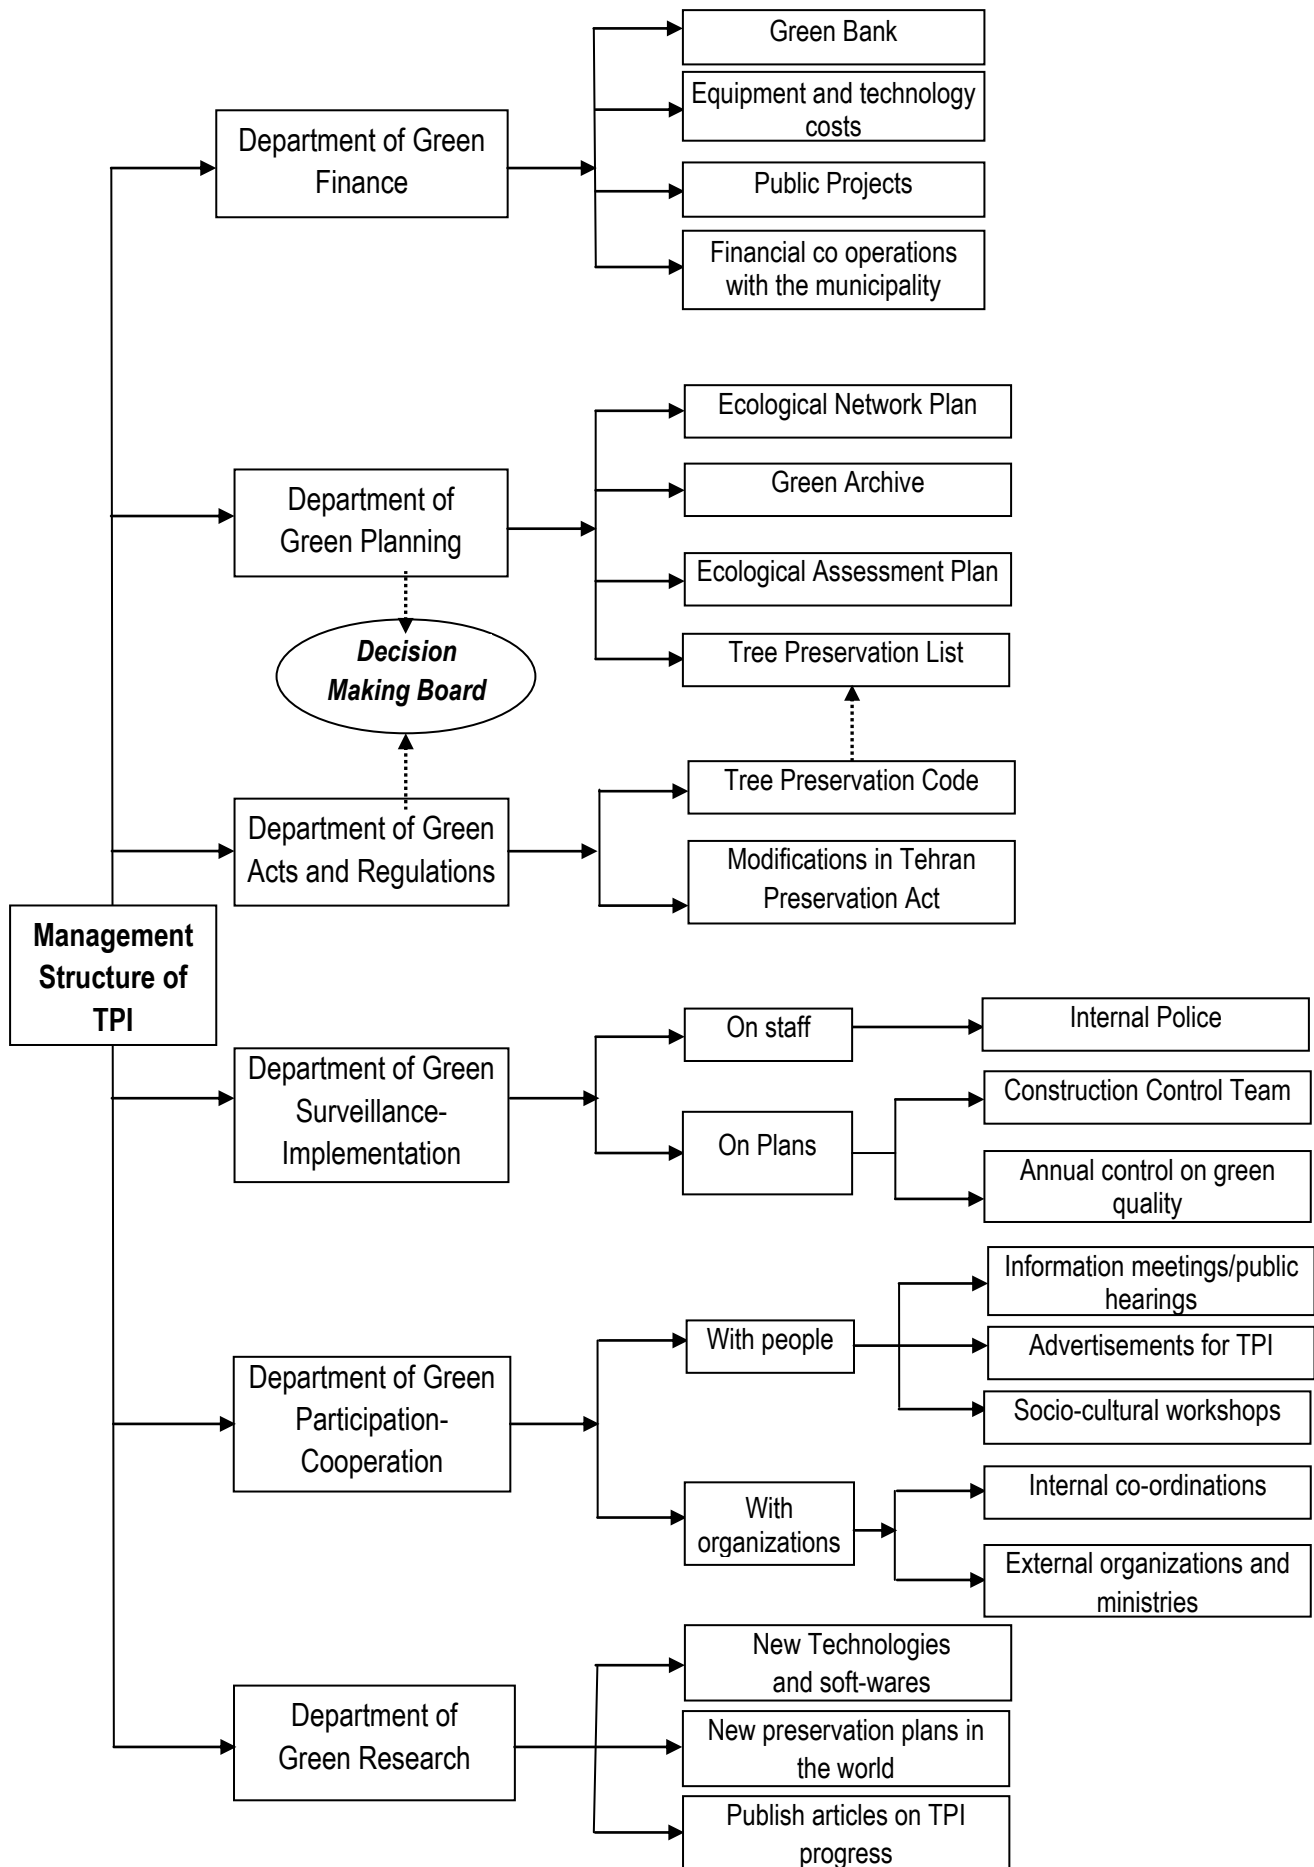 Management
Structure of
TPI
Department of Green
Finance
Green Bank
Equipment and technology
costs
Public Projects
Financial co operations
with the municipality
Department of
Green Planning
Ecological Network Plan
Green Archive
Ecological Assessment Plan
Tree Preservation List
Decision
Making Board
Department of Green
Acts and Regulations
Tree Preservation Code
Modifications in Tehran
Preservation Act
Department of Green
Surveillance-
Implementation
On staff
Internal Police
On Plans
Construction Control Team
Annual control on green
quality
Department of Green
Participation-
Cooperation
With people
Information meetings/public
hearings
Advertisements for TPI
Socio-cultural workshops
With
organizations
Internal co-ordinations
External organizations and
ministries
Department of
Green Research
New Technologies
and soft-wares
New preservation plans in
the world
Publish articles on TPI
progress